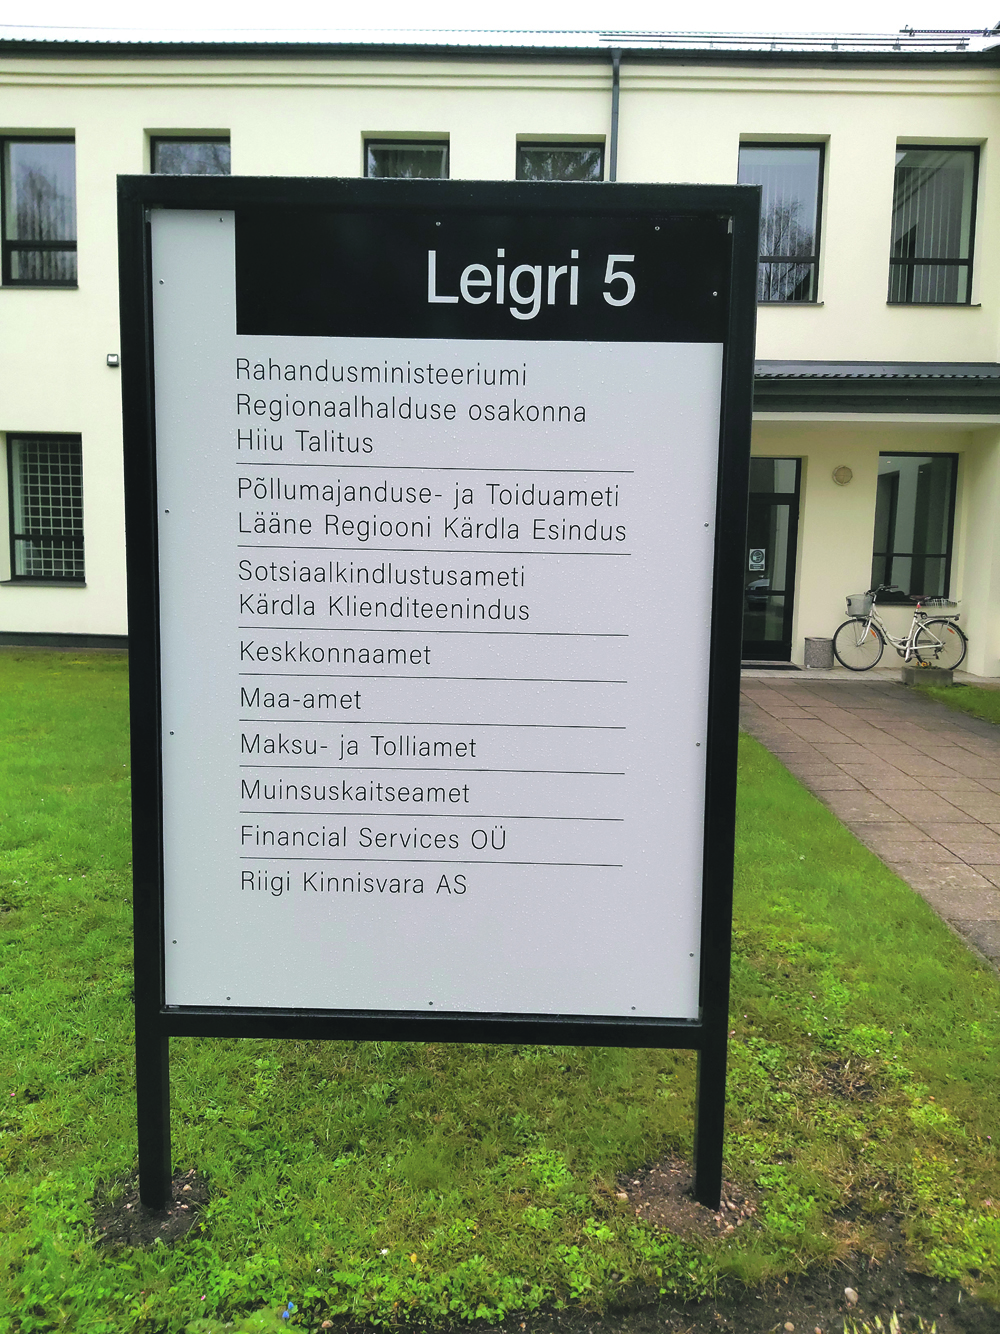 Leigri 5
Rahandusministeeriumi
Regionaalhalduse osakonna
Hiiu Talitus
Põllumajanduse- ja Toiduameti
Lääne Regiooni Kärdla Esindus
Sotsiaalkindlustusameti
Kärdla Klienditeenindus
Keskkonnaamet
Maa-amet
Maksu- ja Tolliamet
Muinsuskaitseamet
Financial Services OÜ
Riigi Kinnisvara AS